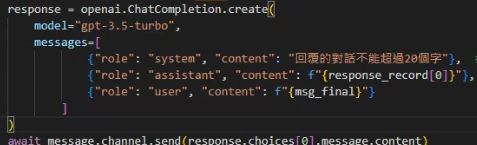 response = openai.ChatCompletion.create(
model="gpt-3.5-turbo",
messages=[
{"role": "system", "content": "回覆的對話不能超過20個字"},
{"role": "assistant", "content": f"{response_record[0]}"},
{"role": "user", "content": f"{msg_final}"}
]
)
await message.channel.send(response.choices[0].message.content)